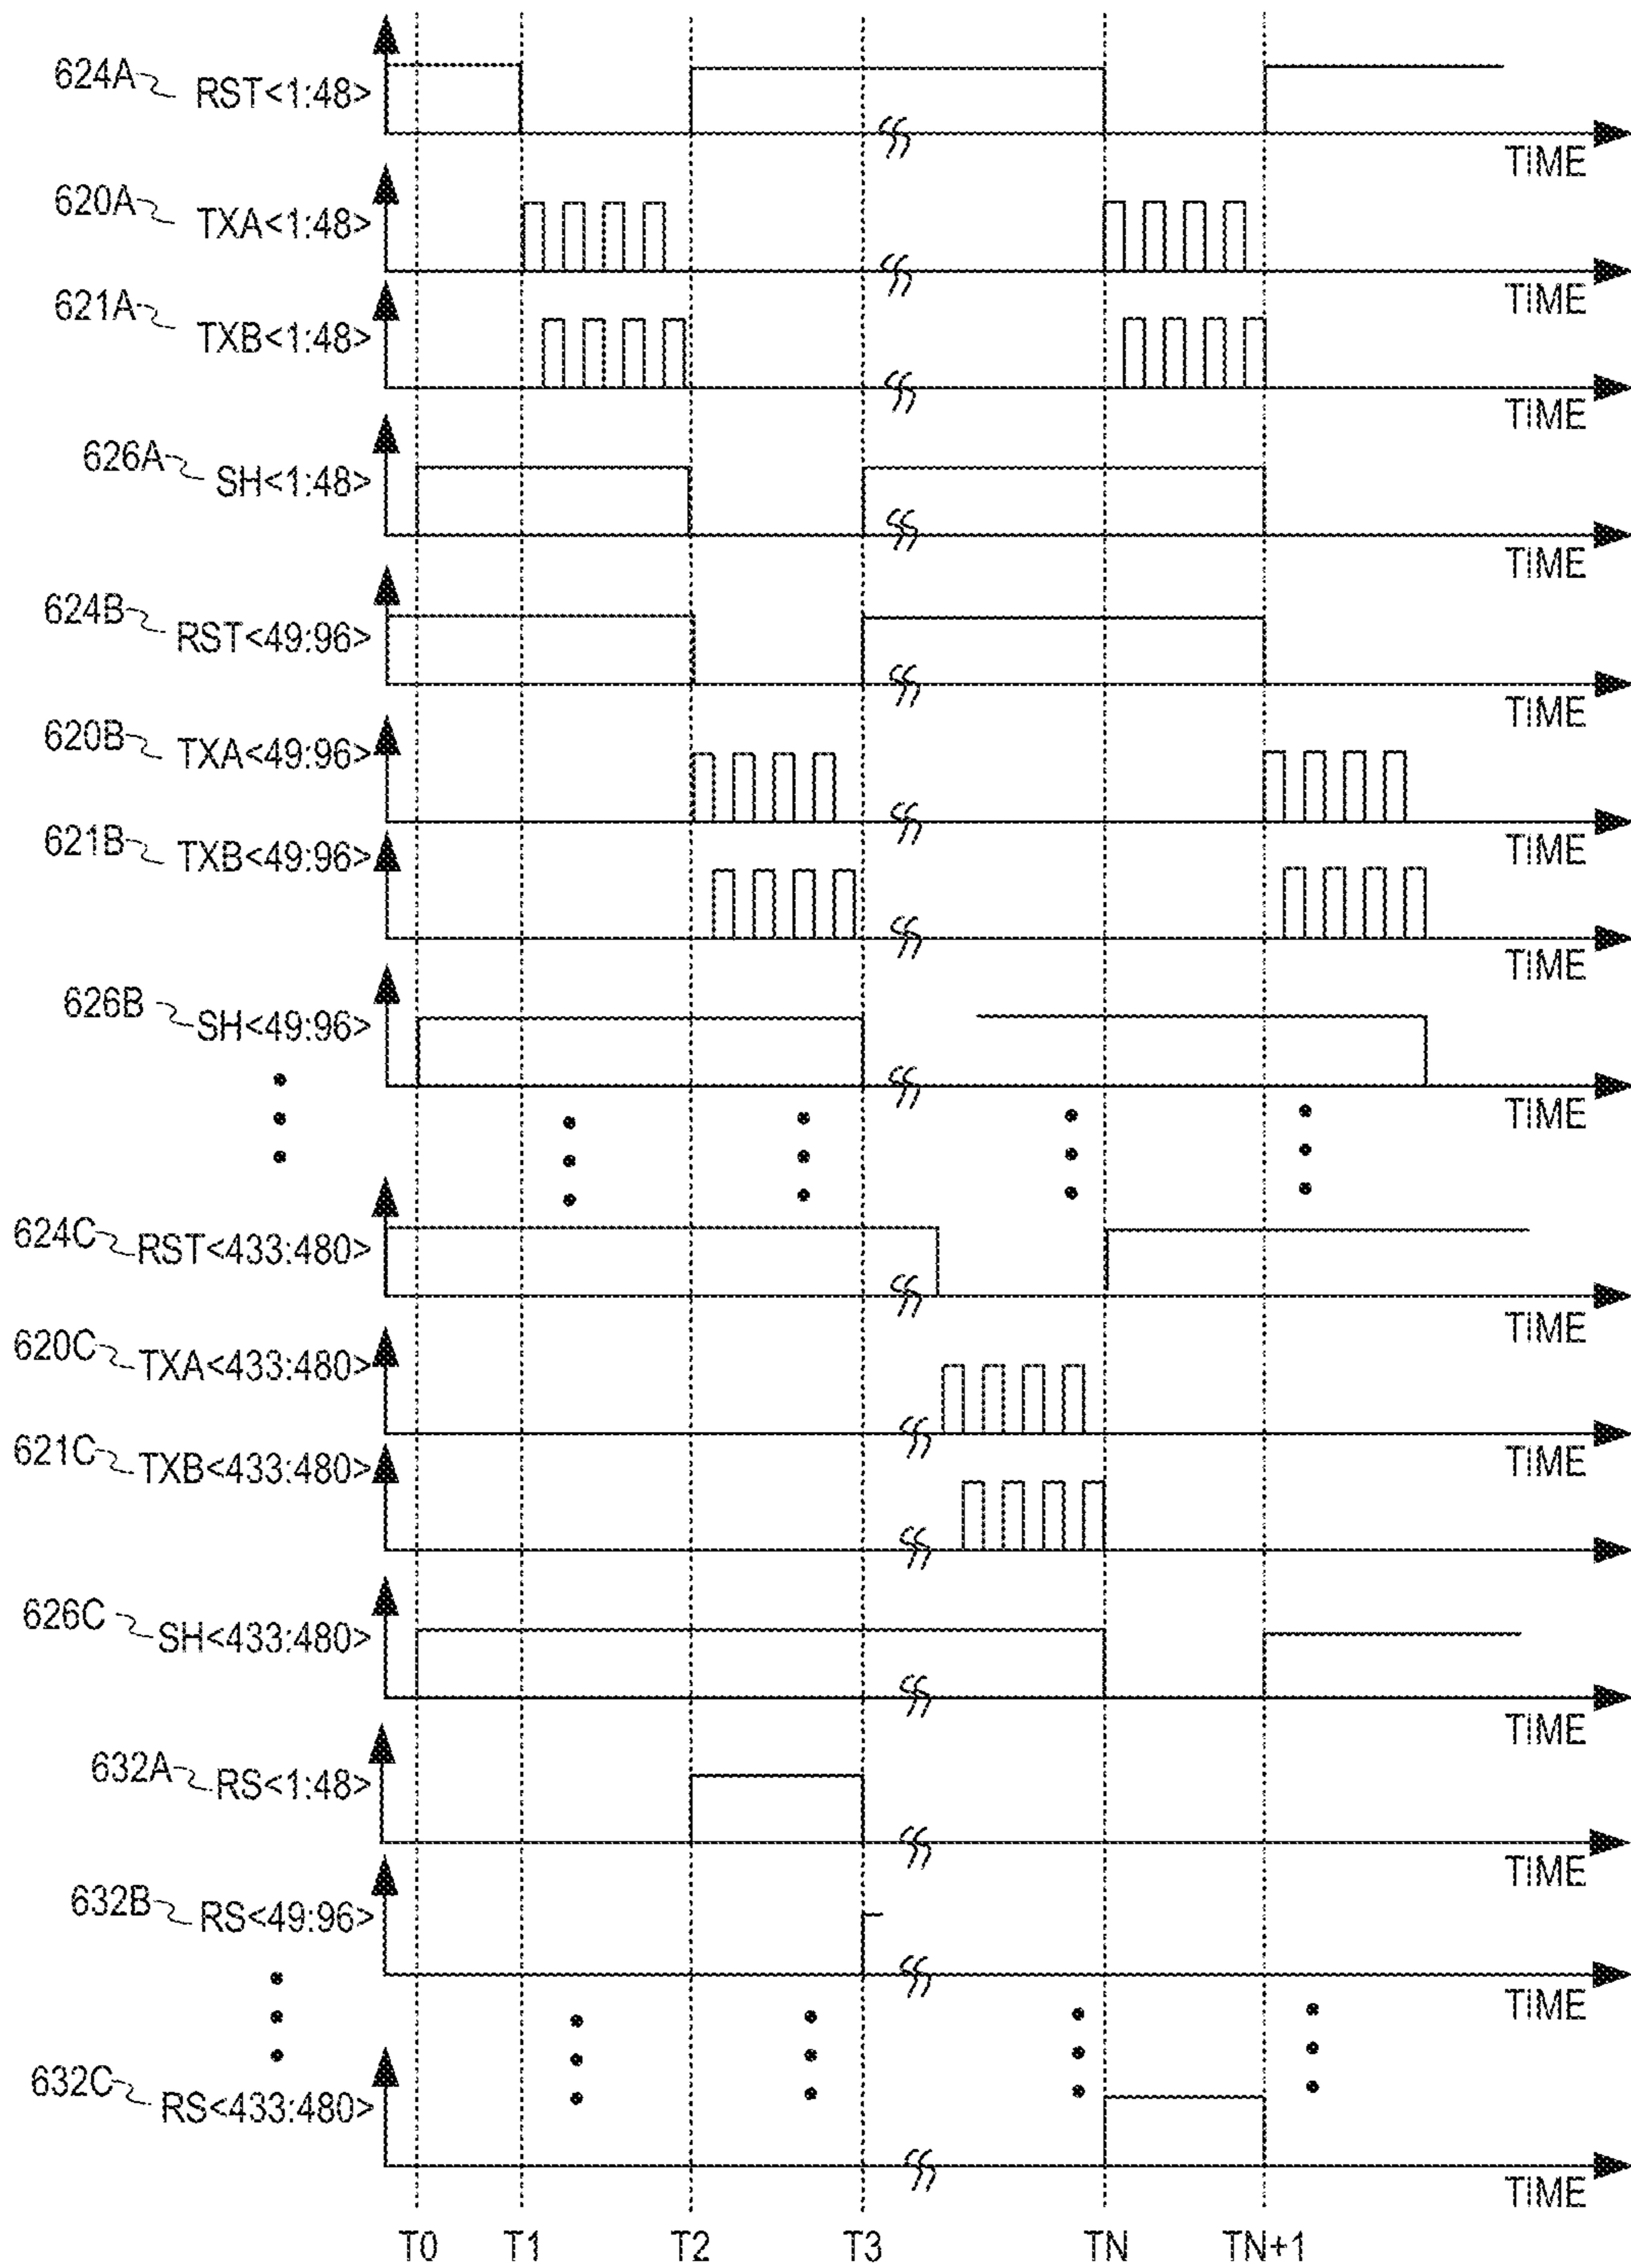 624A RST<1:48>
TIME
620A TXA<1:48>
TIME
621A TXB<1:48>
TIME
626A SH<1:48>
TIME
624B RST<49:96>
TIME
620B TXA<49:96>
TIME
621B TXB<49:96>
TIME
626B SH<49:96>
TIME
624C RST<433:480>
TIME
620C TXA<433:480>
TIME
621C TXB<433:480>
TIME
626C SH<433:480>
TIME
632A RS<1:48>
TIME
632B RS<49:96>
TIME
632C RS<433:480>
TIME
T0 T1 T2 T3 TN TN+1